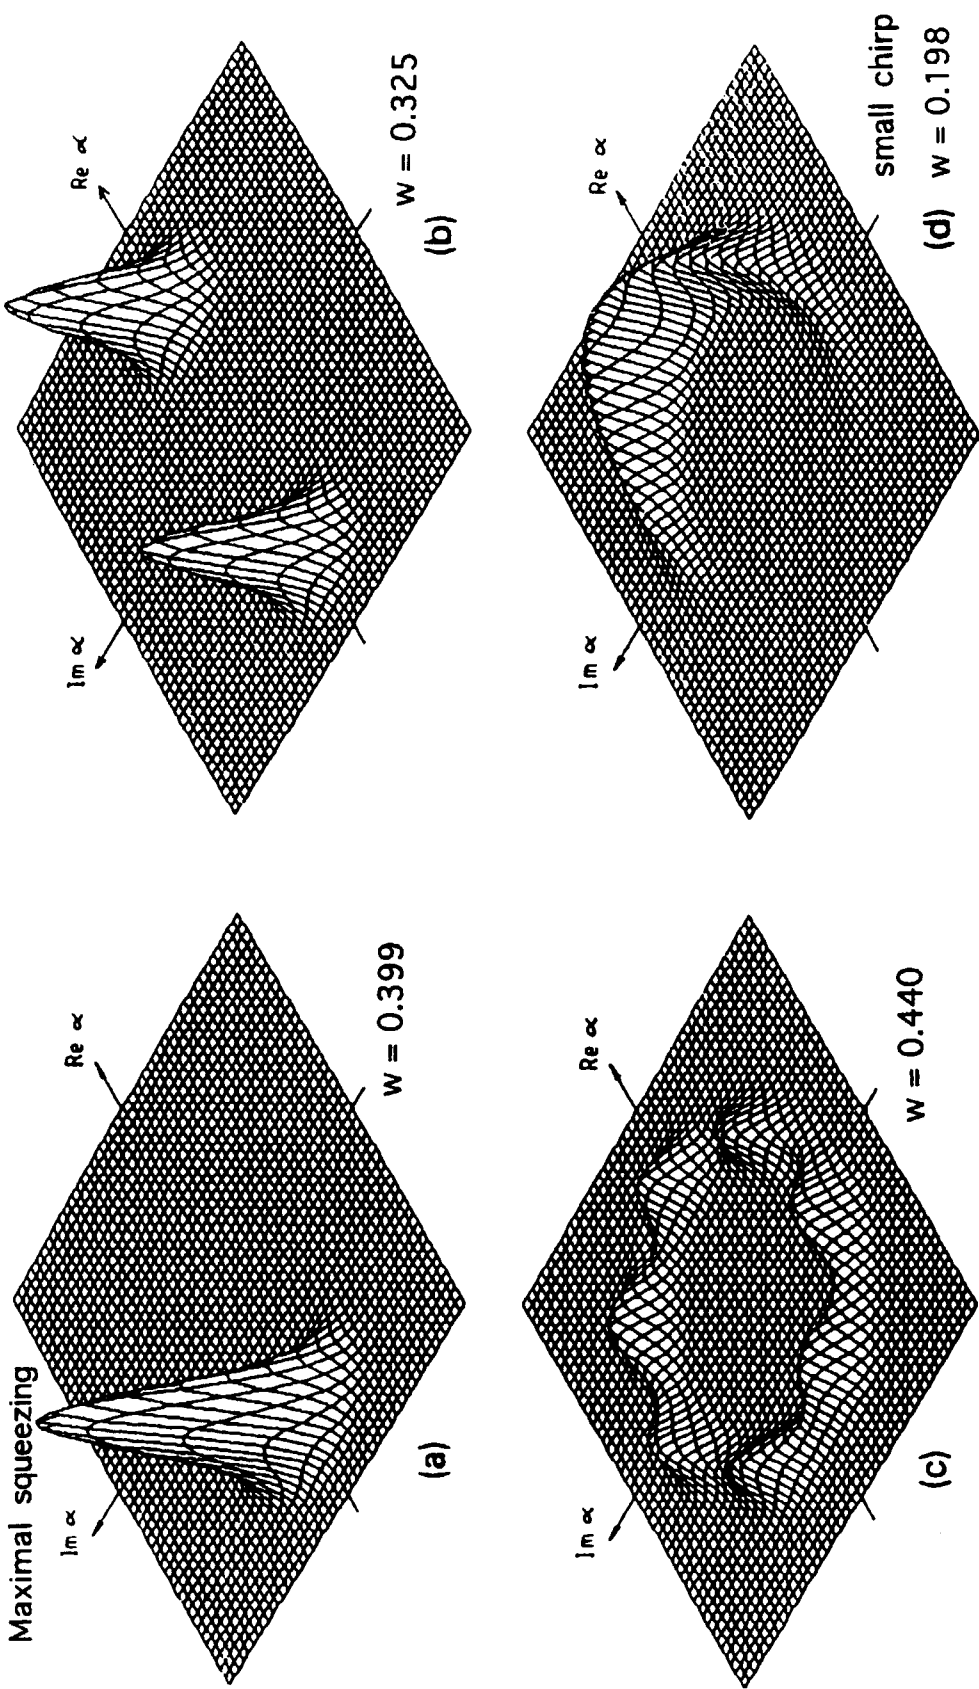 Maximal squeezing
Im α
Re α
(a)
w = 0.399
Im α
Re α
(b)
w = 0.325
Im α
Re α
(c)
w = 0.440
Im α
Re α
small chirp
(d) w = 0.198